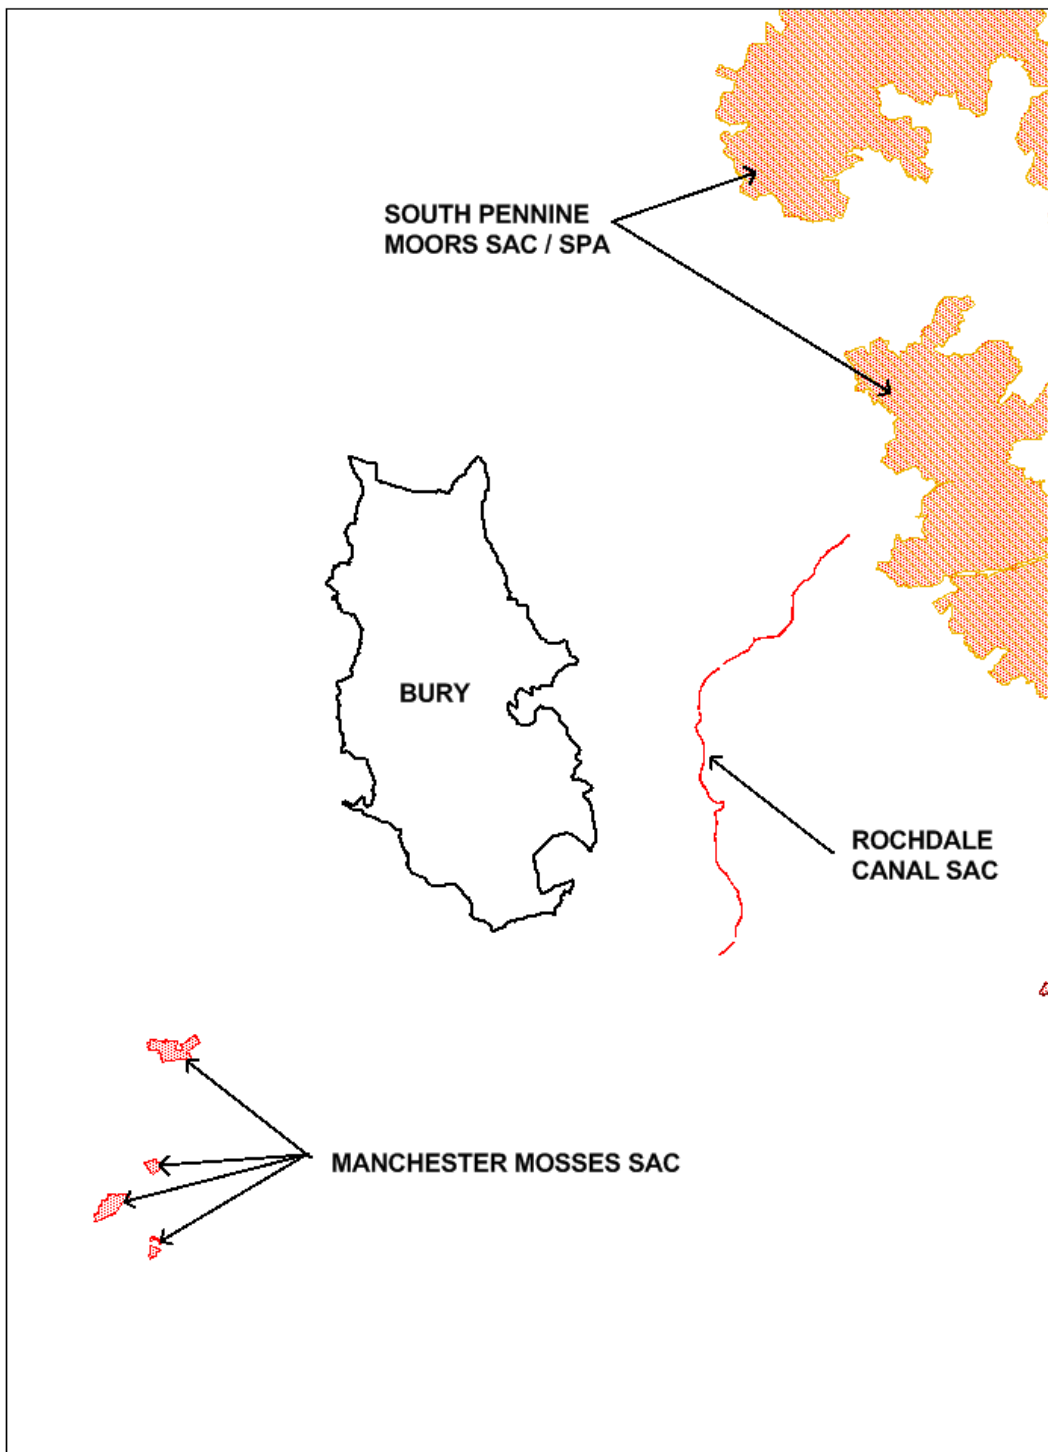 SOUTH PENNINE
MOORS SAC / SPA
BURY
ROCHDALE
CANAL SAC
MANCHESTER MOSSES SAC